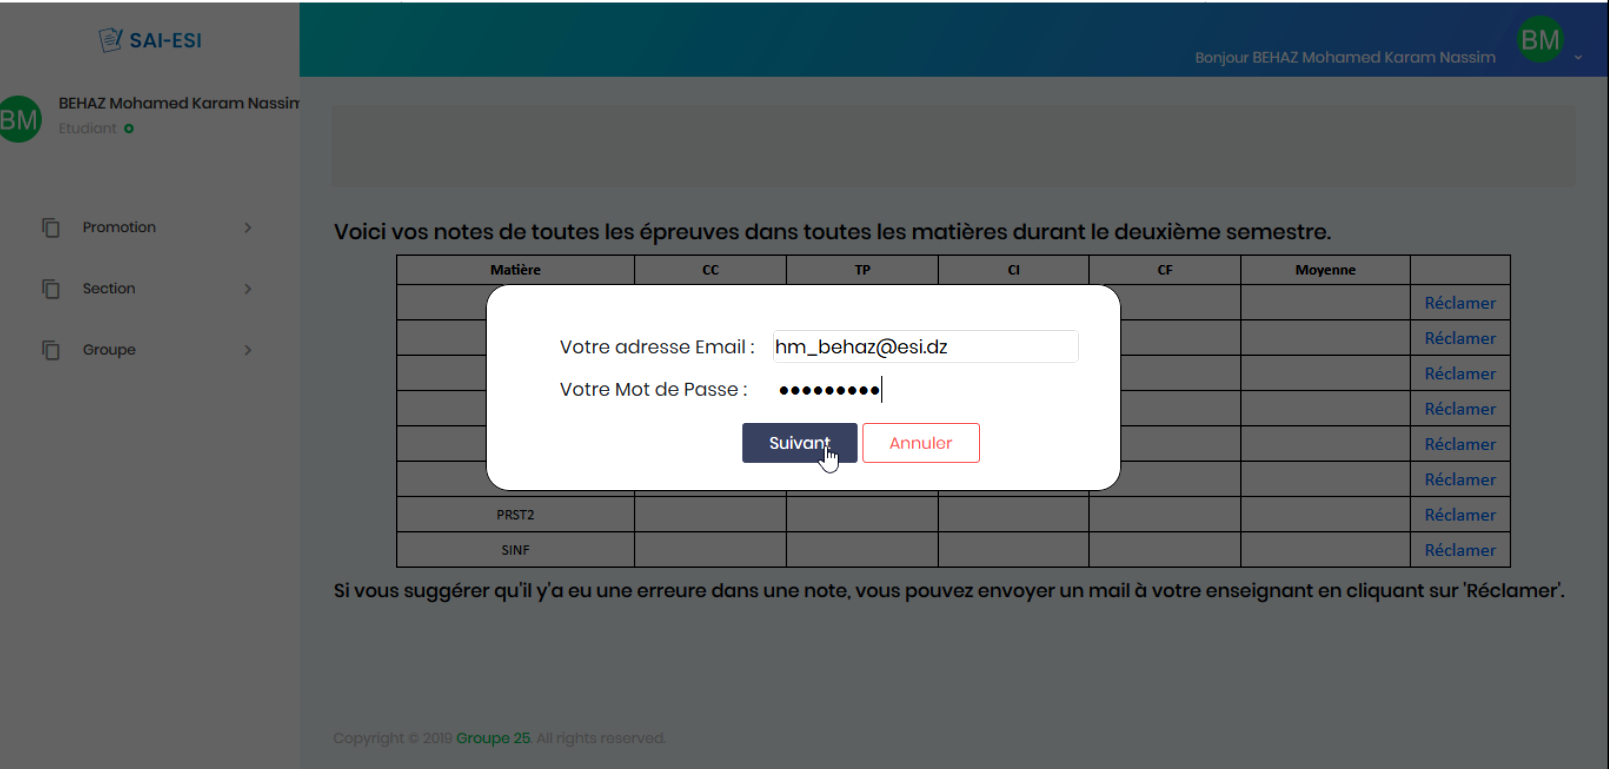 SAI-ESI
Bonjour BEHAZ Mohamed Karam Nassim
BM
BM
BEHAZ Mohamed Karam Nassim
Etudiant
Promotion
Section
Groupe
Voici vos notes de toutes les épreuves dans toutes les matières durant le deuxième semestre.
Matière CC TP CI CF Moyenne
Réclamer
Réclamer
Réclamer
Réclamer
Réclamer
Réclamer
PRST2 Réclamer
SINF Réclamer
Votre adresse Email : hm_behaz@esi.dz
Votre Mot de Passe : •••••••••
Suivant Annuler
Si vous suggérer qu'il y'a eu une erreure dans une note, vous pouvez envoyer un mail à votre enseignant en cliquant sur 'Réclamer'.
Copyright © 2019 Groupe 25. All rights reserved.